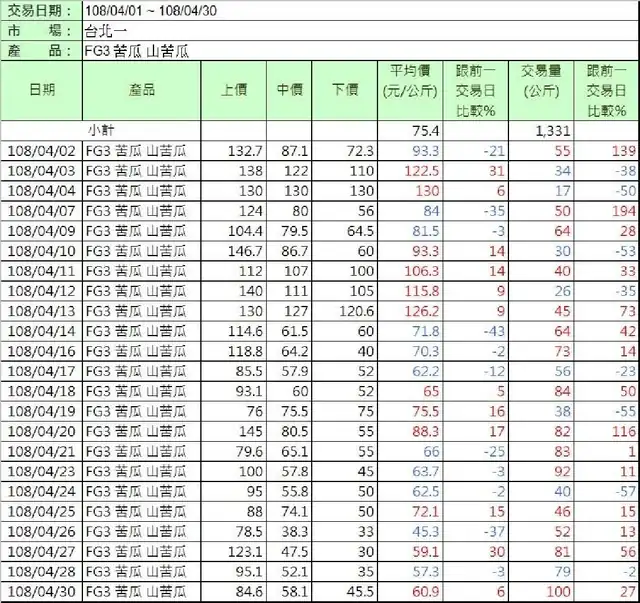 交易日期： 108/04/01 ~ 108/04/30
市　　場： 台北一
產　　品： FG3 苦瓜 山苦瓜
日期 產品 上價 中價 下價 平均價(元/公斤) 跟前一交易日比較% 交易量(公斤) 跟前一交易日比較%
小計 75.4 1,331
108/04/02 FG3 苦瓜 山苦瓜 132.7 87.1 72.3 93.3 -21 55 139
108/04/03 FG3 苦瓜 山苦瓜 138 122 110 122.5 31 34 -38
108/04/04 FG3 苦瓜 山苦瓜 130 130 130 130 6 17 -50
108/04/07 FG3 苦瓜 山苦瓜 124 80 56 84 -35 50 194
108/04/09 FG3 苦瓜 山苦瓜 104.4 79.5 64.5 81.5 -3 64 28
108/04/10 FG3 苦瓜 山苦瓜 146.7 86.7 60 93.3 14 30 -53
108/04/11 FG3 苦瓜 山苦瓜 112 107 100 106.3 14 40 33
108/04/12 FG3 苦瓜 山苦瓜 140 111 105 115.8 9 26 -35
108/04/13 FG3 苦瓜 山苦瓜 130 127 120.6 126.2 9 45 73
108/04/14 FG3 苦瓜 山苦瓜 114.6 61.5 60 71.8 -43 64 42
108/04/16 FG3 苦瓜 山苦瓜 118.8 64.2 40 70.3 -2 73 14
108/04/17 FG3 苦瓜 山苦瓜 85.5 57.9 52 62.2 -12 56 -23
108/04/18 FG3 苦瓜 山苦瓜 93.1 60 52 65 5 84 50
108/04/19 FG3 苦瓜 山苦瓜 76 75.5 75 75.5 16 38 -55
108/04/20 FG3 苦瓜 山苦瓜 145 80.5 55 88.3 17 82 116
108/04/21 FG3 苦瓜 山苦瓜 79.6 65.1 55 66 -25 83 1
108/04/23 FG3 苦瓜 山苦瓜 100 57.8 45 63.7 -3 92 11
108/04/24 FG3 苦瓜 山苦瓜 95 55.8 50 62.5 -2 40 -57
108/04/25 FG3 苦瓜 山苦瓜 88 74.1 50 72.1 15 46 15
108/04/26 FG3 苦瓜 山苦瓜 78.5 38.3 33 45.3 -37 52 13
108/04/27 FG3 苦瓜 山苦瓜 123.1 47.5 30 59.1 30 81 56
108/04/28 FG3 苦瓜 山苦瓜 95.1 52.1 35 57.3 -3 79 -2
108/04/30 FG3 苦瓜 山苦瓜 84.6 58.1 45.5 60.9 6 100 27